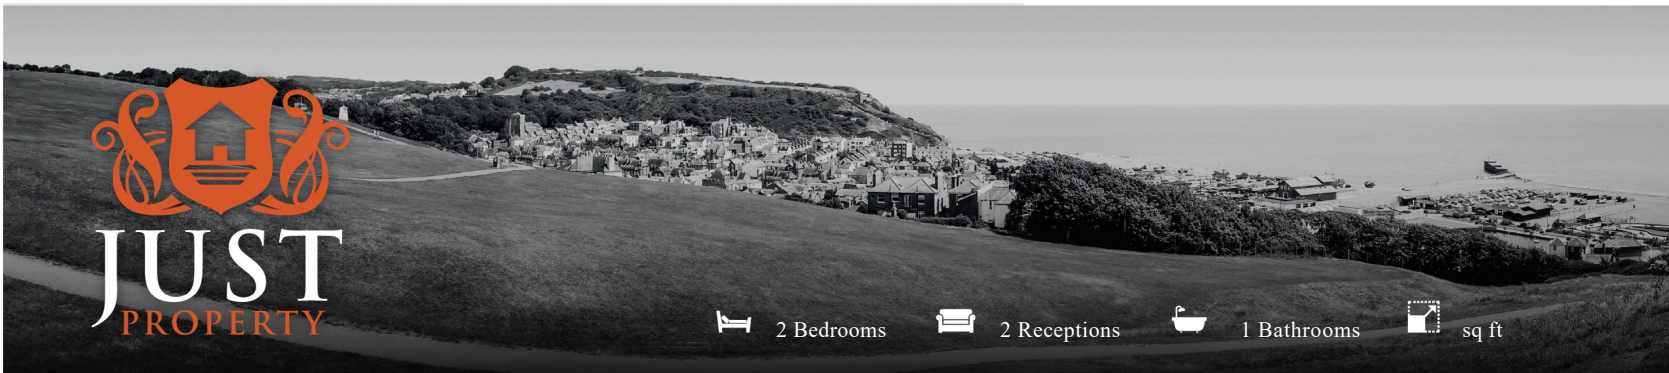 JUST
PROPERTY
2 Bedrooms
2 Receptions
1 Bathrooms
sq ft